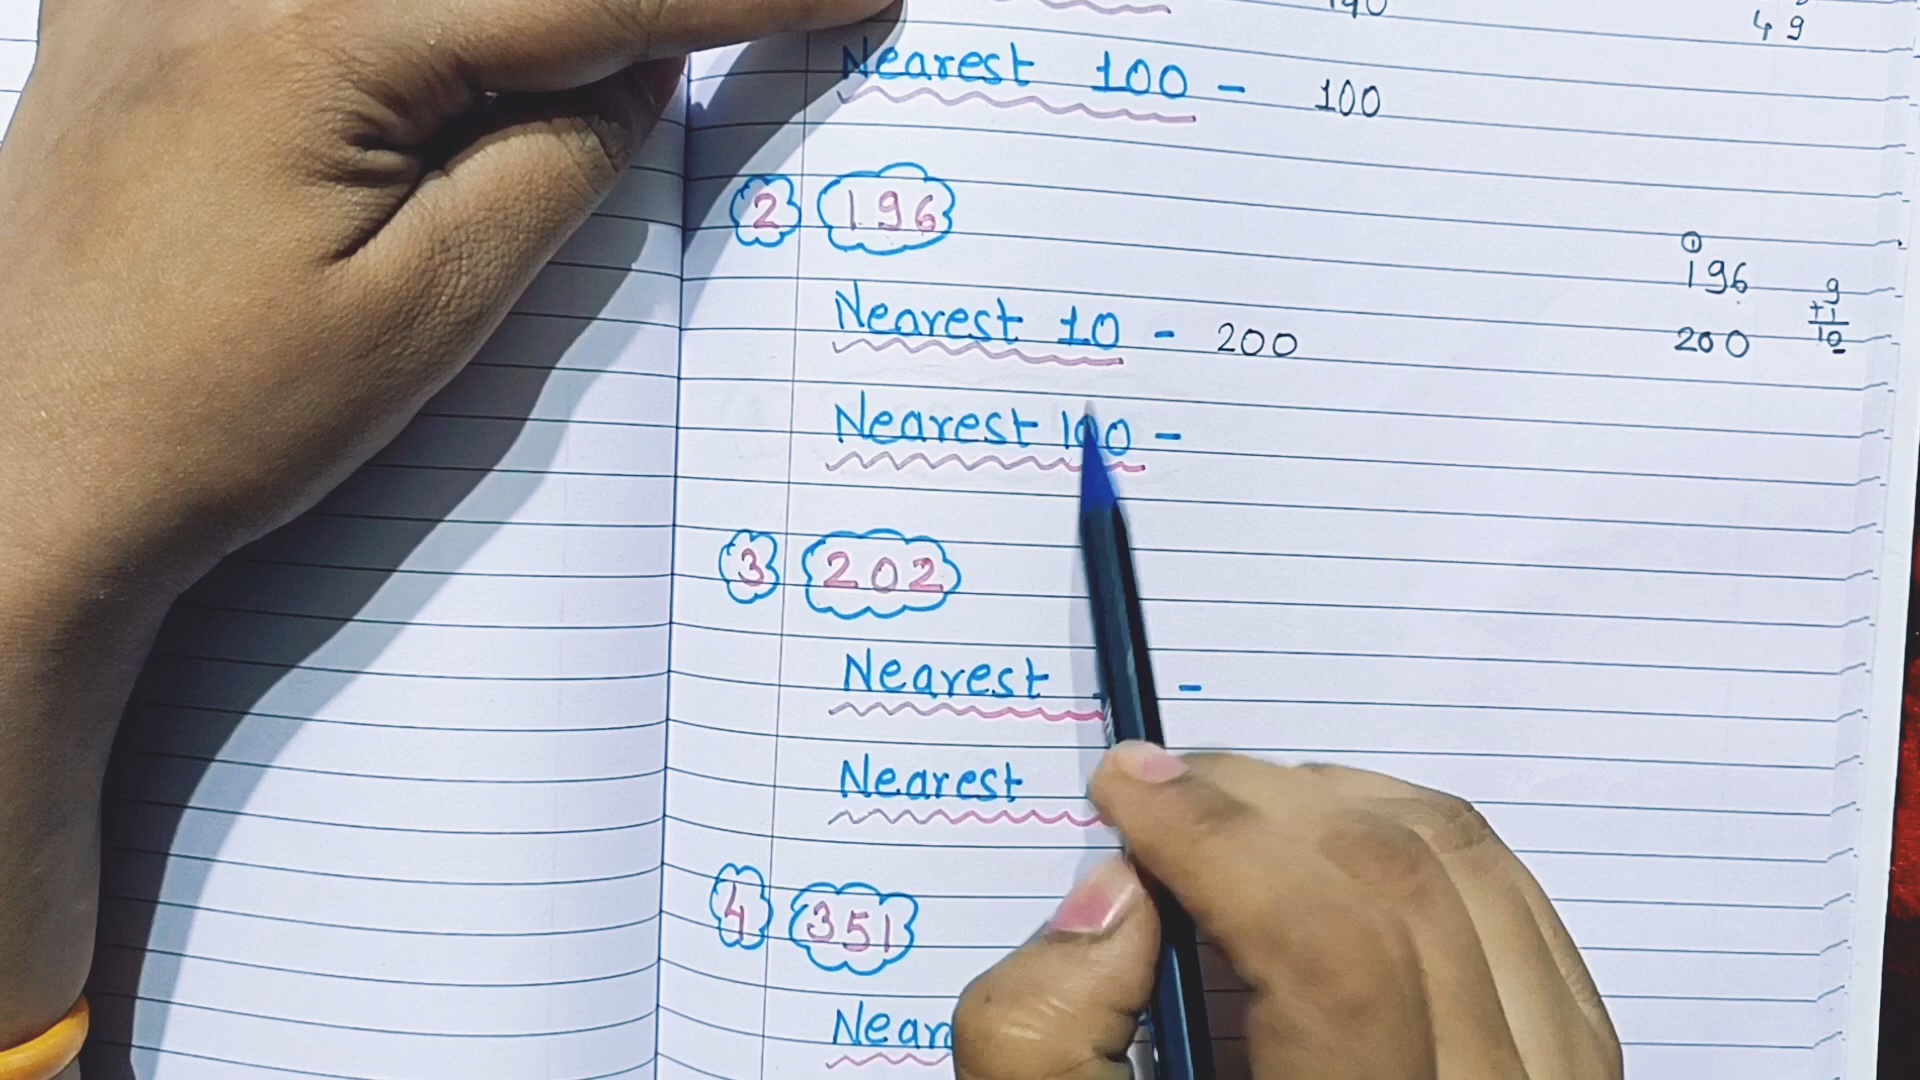 49
Nearest 100 - 100
2 196
Nearest 10 - 200
1
196
200
9
+1
10
Nearest 100 -
3 202
Nearest -
Nearest
4 351